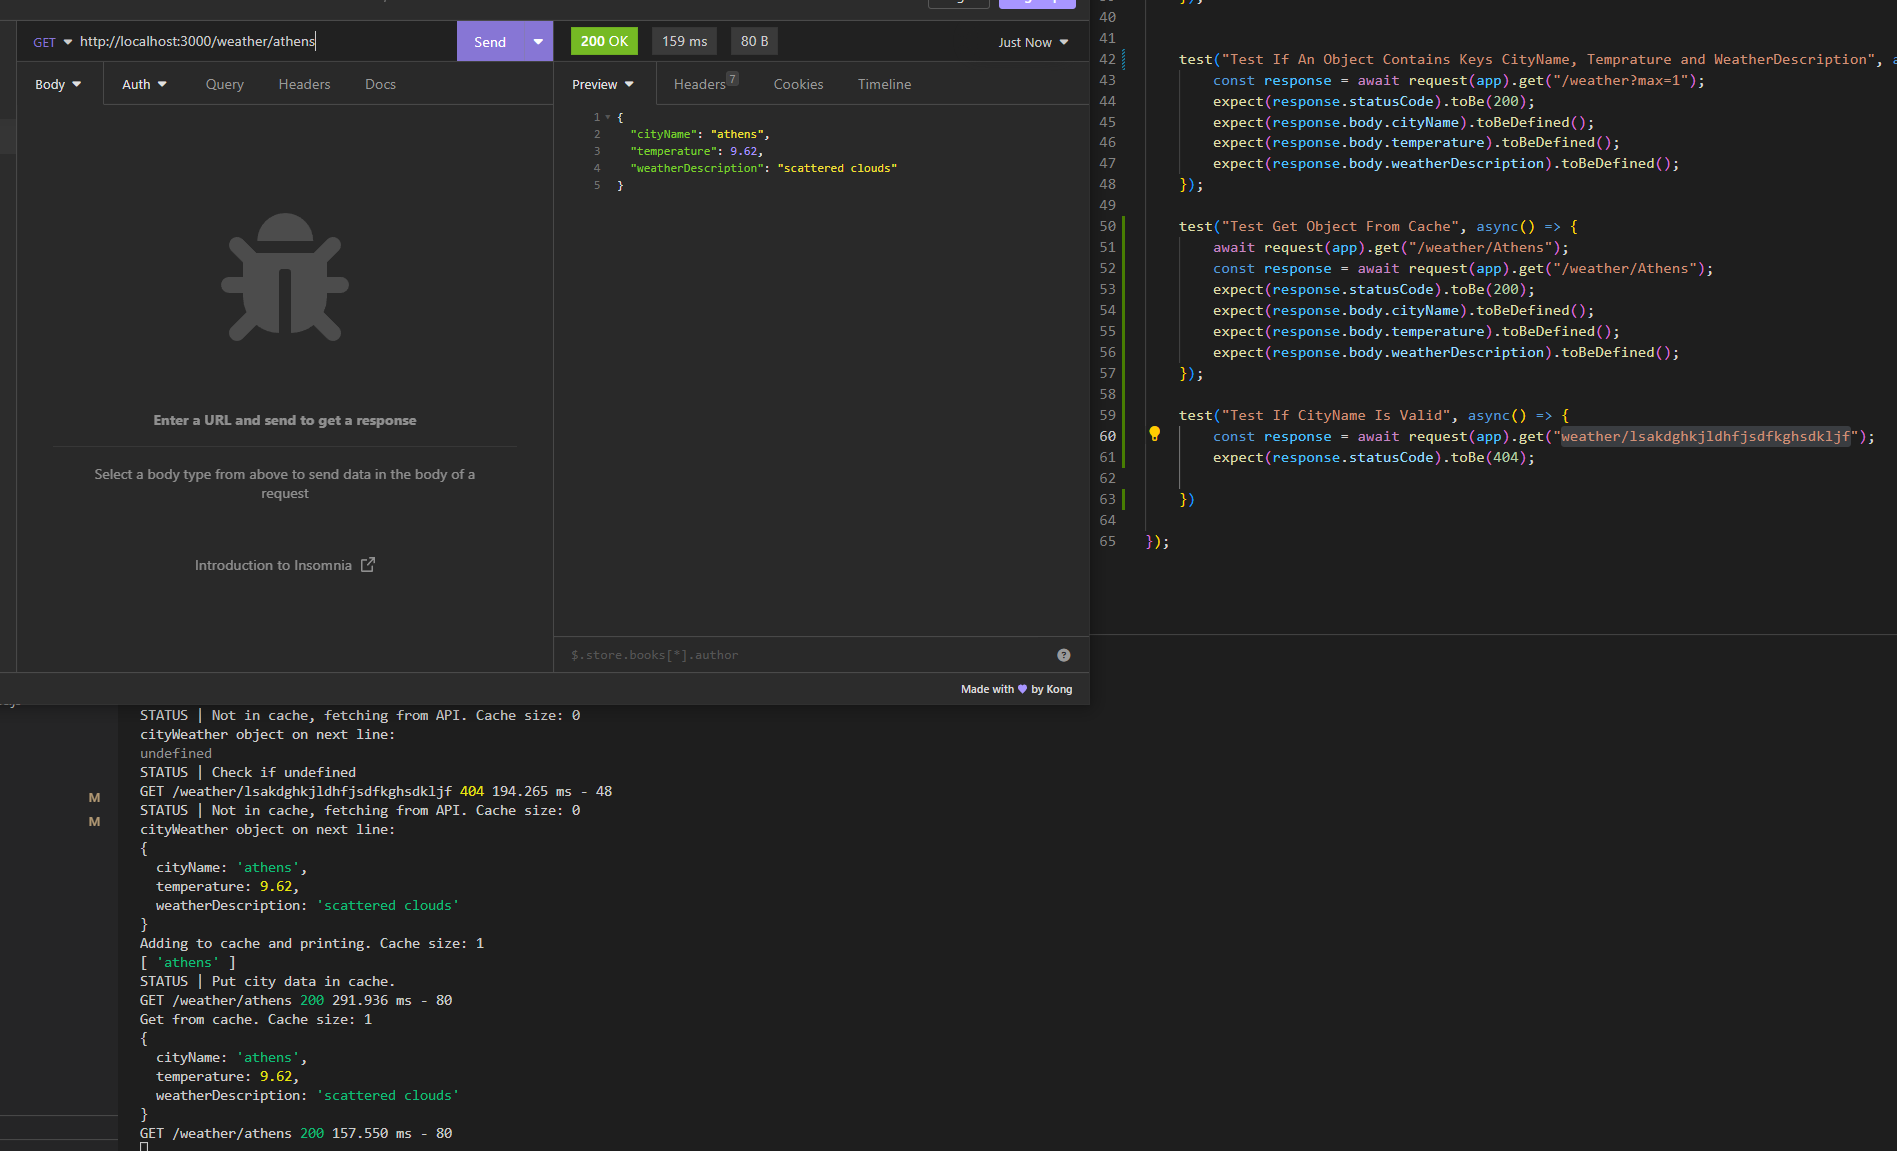 GET http://localhost:3000/weather/athens
Send
200 OK
159 ms
80 B
Just Now
Body
Auth
Query
Headers
Docs
Preview
Headers 7
Cookies
Timeline
1 {
2 "cityName": "athens",
3 "temperature": 9.62,
4 "weatherDescription": "scattered clouds"
5 }
Enter a URL and send to get a response
Select a body type from above to send data in the body of a
request
Introduction to Insomnia
$.store.books[*].author
Made with by Kong
40
41
42 test("Test If An Object Contains Keys CityName, Temprature and WeatherDescription",
43 const response = await request(app).get("/weather?max=1");
44 expect(response.statusCode).toBe(200);
45 expect(response.body.cityName).toBeDefined();
46 expect(response.body.temperature).toBeDefined();
47 expect(response.body.weatherDescription).toBeDefined();
48 });
49
50 test("Test Get Object From Cache", async() => {
51 await request(app).get("/weather/Athens");
52 const response = await request(app).get("/weather/Athens");
53 expect(response.statusCode).toBe(200);
54 expect(response.body.cityName).toBeDefined();
55 expect(response.body.temperature).toBeDefined();
56 expect(response.body.weatherDescription).toBeDefined();
57 });
58
59 test("Test If CityName Is Valid", async() => {
60 const response = await request(app).get("weather/lsakdghkjldhfjsdfkghsdkljf");
61 expect(response.statusCode).toBe(404);
62
63 })
64
65 });
M
M
STATUS | Not in cache, fetching from API. Cache size: 0
cityWeather object on next line:
undefined
STATUS | Check if undefined
GET /weather/lsakdghkjldhfjsdfkghsdkljf 404 194.265 ms - 48
STATUS | Not in cache, fetching from API. Cache size: 0
cityWeather object on next line:
{
cityName: 'athens',
temperature: 9.62,
weatherDescription: 'scattered clouds'
}
Adding to cache and printing. Cache size: 1
[ 'athens' ]
STATUS | Put city data in cache.
GET /weather/athens 200 291.936 ms - 80
Get from cache. Cache size: 1
{
cityName: 'athens',
temperature: 9.62,
weatherDescription: 'scattered clouds'
}
GET /weather/athens 200 157.550 ms - 80